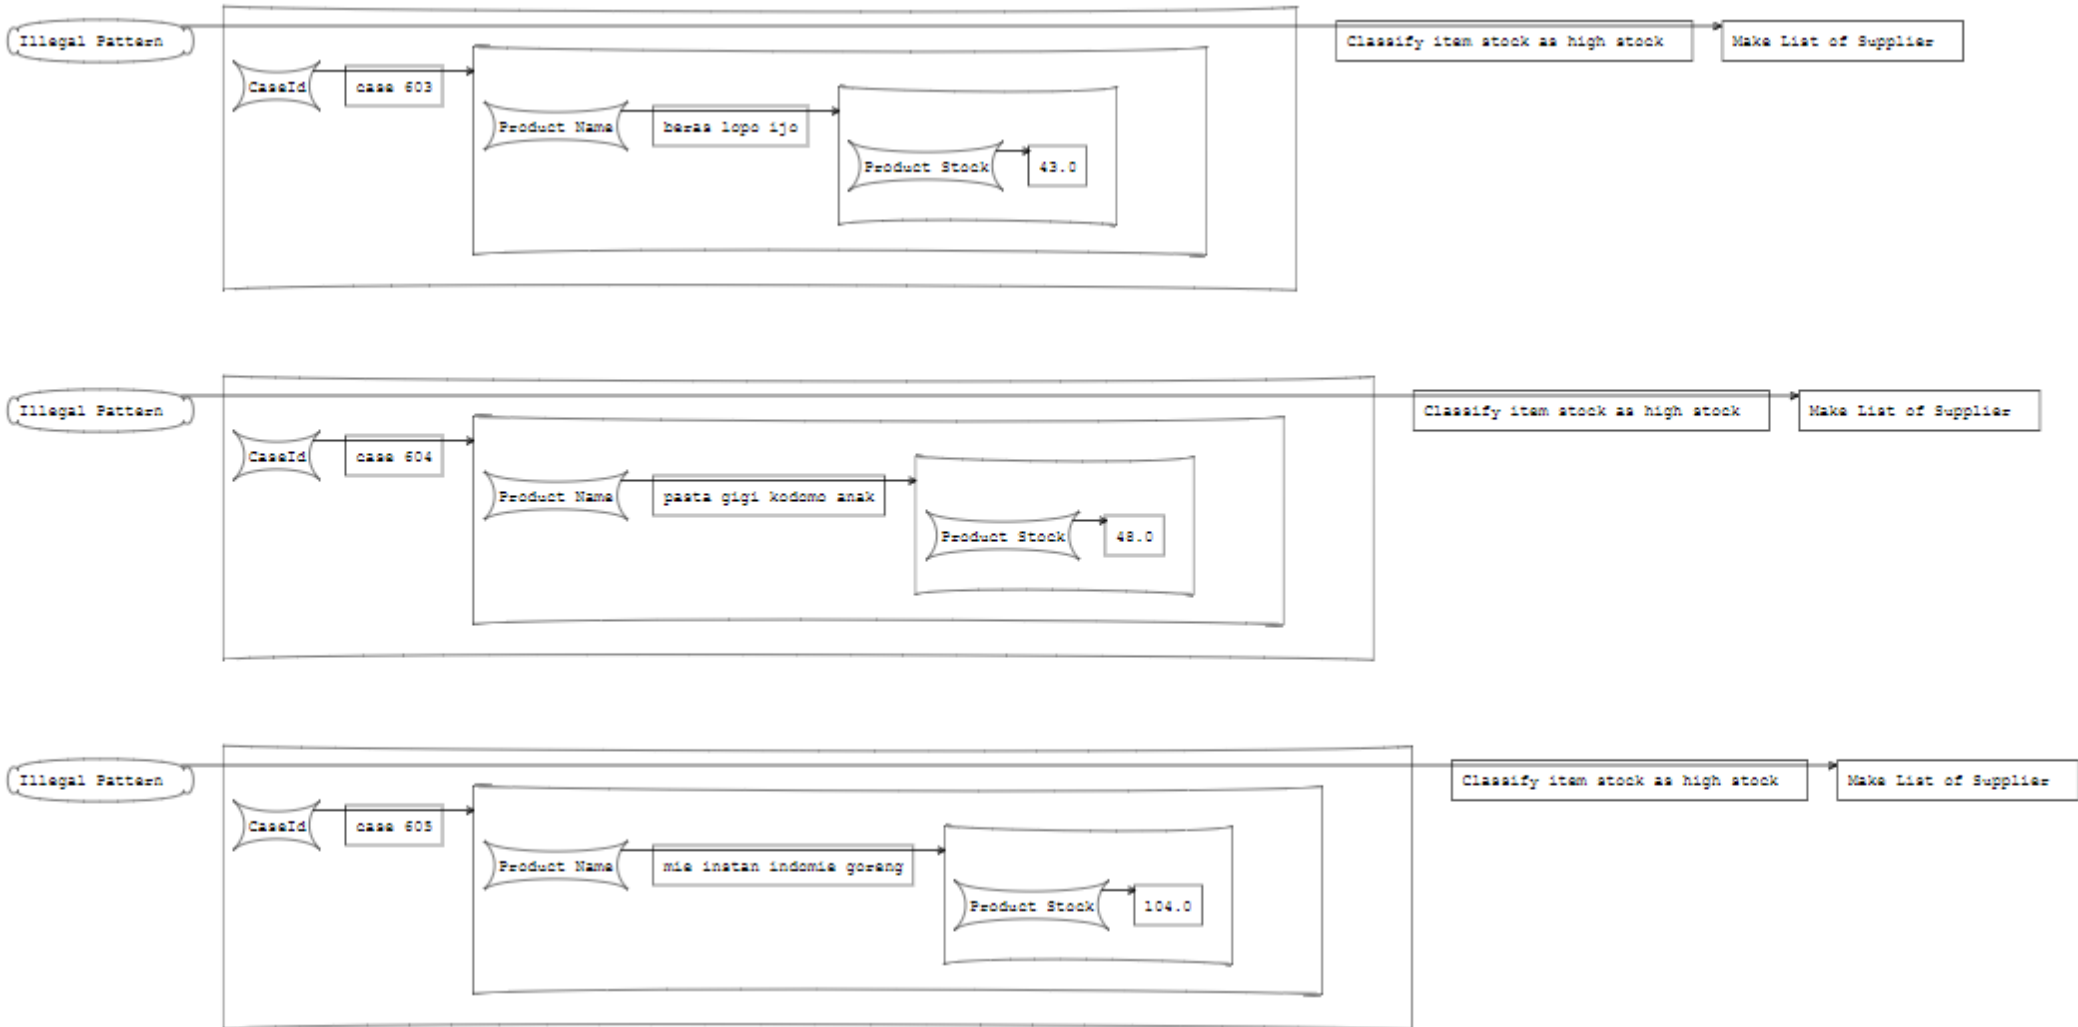 Illegal Pattern
Classify item stock as high stock
Make List of Supplier
CaseId
case 603
Product Name
beras lopo ijo
Product Stock
43.0
Illegal Pattern
Classify item stock as high stock
Make List of Supplier
CaseId
case 604
Product Name
pasta gigi kodomo anak
Product Stock
48.0
Illegal Pattern
Classify item stock as high stock
Make List of Supplier
CaseId
case 605
Product Name
mie instan indomie goreng
Product Stock
104.0